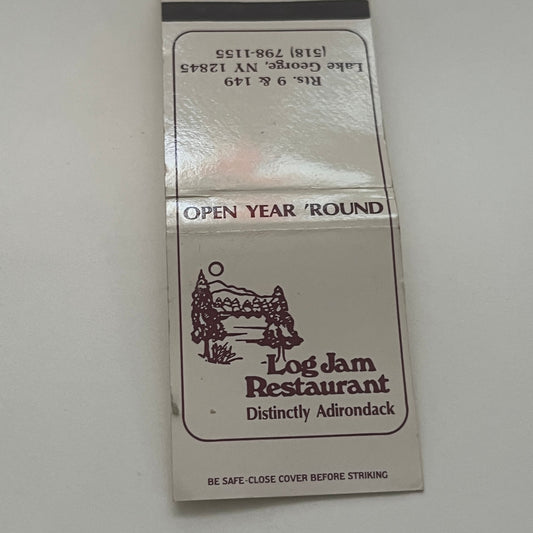 Rts. 9 & 149
Lake George, NY 12845
(518) 798-1155
OPEN YEAR 'ROUND
Log Jam
Restaurant
Distinctly Adirondack
BE SAFE-CLOSE COVER BEFORE STRIKING